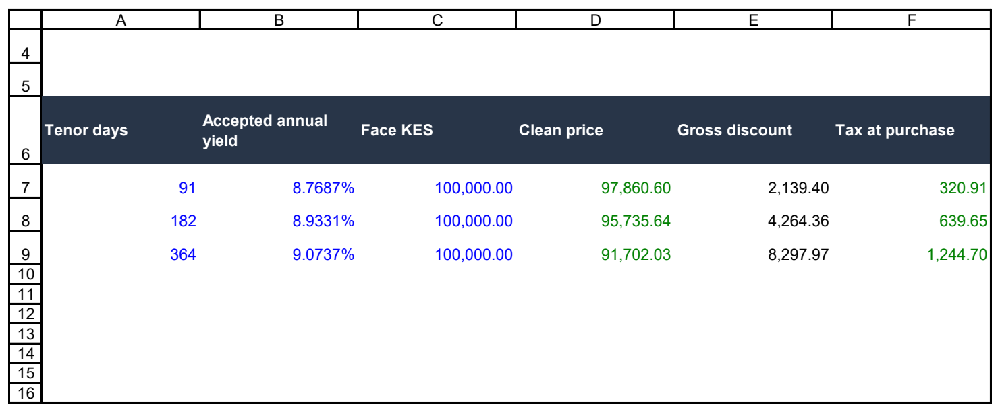 A B C D E F
4
5
6 Tenor days Accepted annual yield Face KES Clean price Gross discount Tax at purchase
7 91 8.7687% 100,000.00 97,860.60 2,139.40 320.91
8 182 8.9331% 100,000.00 95,735.64 4,264.36 639.65
9 364 9.0737% 100,000.00 91,702.03 8,297.97 1,244.70
10
11
12
13
14
15
16